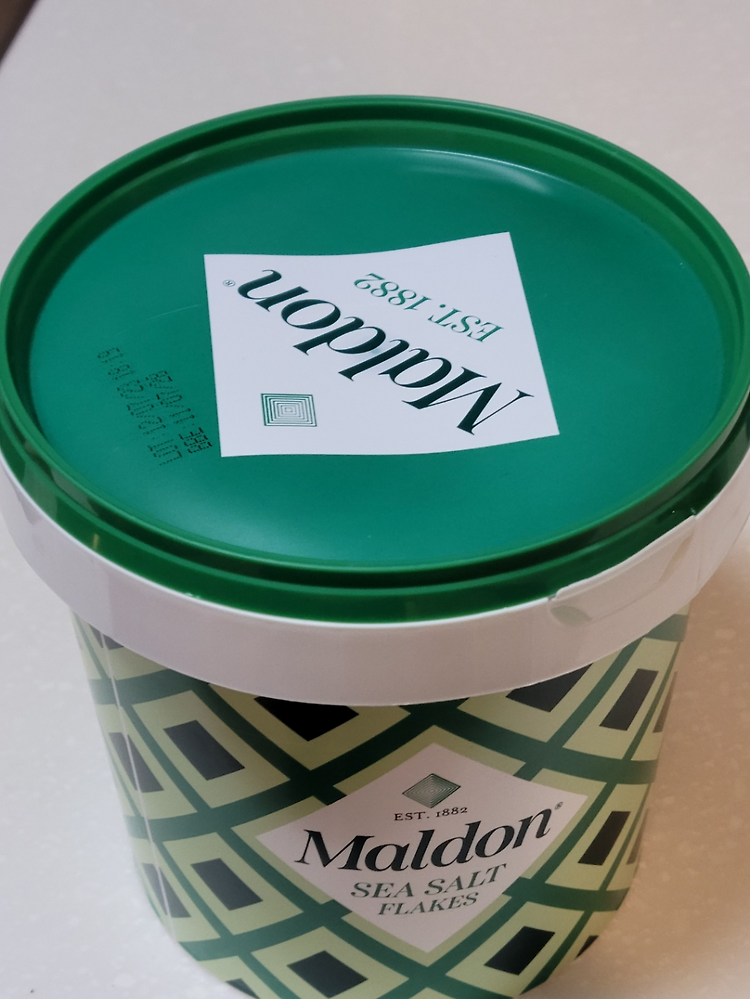 Maldon®
EST. 1882
EST. 1882
Maldon®
SEA SALT
FLAKES